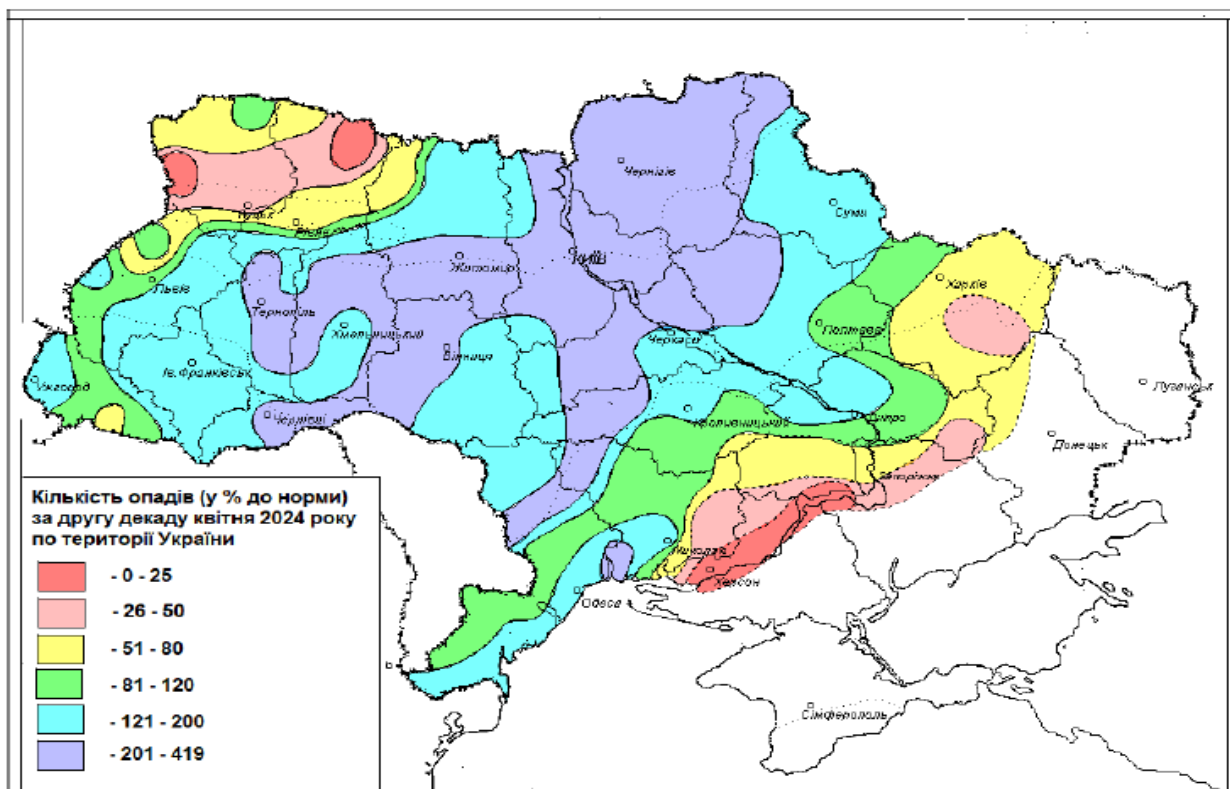 Чернігів
Суми
Луцьк
Рівне
Житомир
КИЇВ
Харків
Львів
Тернопіль
Хмельницький
Полтава
Черкаси
Вінниця
Ів.Франківськ
Ужгород
Луганськ
Чернівці
Кропивницький
Дніпро
Донецьк
Запоріжжя
Миколаїв
Херсон
Одеса
Сімферополь
Кількість опадів (у % до норми)
за другу декаду квітня 2024 року
по території України
- 0 - 25
- 26 - 50
- 51 - 80
- 81 - 120
- 121 - 200
- 201 - 419